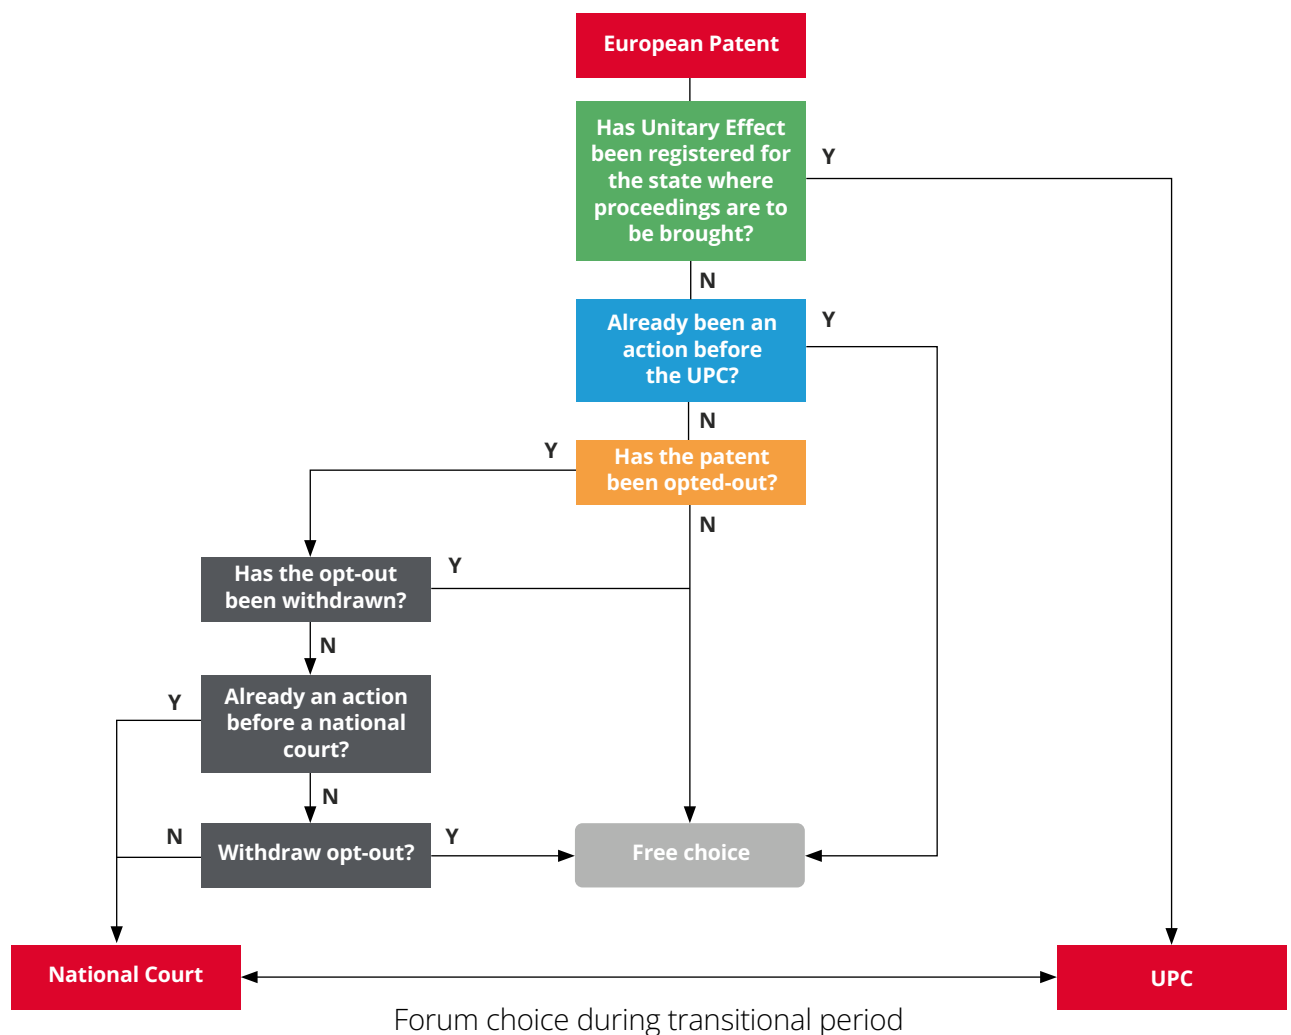 European Patent
Has Unitary Effect
been registered for
the state where
proceedings are to
be brought?
Y
N
Already been an
action before
the UPC?
Y
N
Has the patent
been opted-out?
Y
N
Has the opt-out
been withdrawn?
Y
N
Already an action
before a national
court?
Y
N
Withdraw opt-out?
N
Y
Free choice
National Court
UPC
Forum choice during transitional period